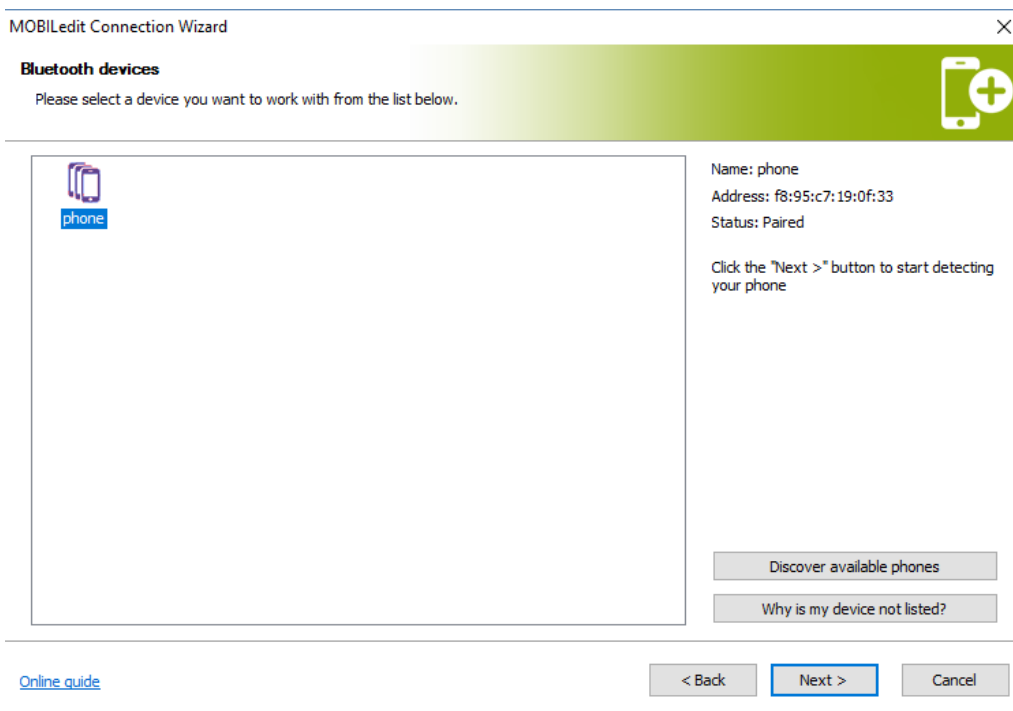 MOBILedit Connection Wizard
Bluetooth devices
Please select a device you want to work with from the list below.
phone
Name: phone
Address: f8:95:c7:19:0f:33
Status: Paired
Click the "Next >" button to start detecting
your phone
Discover available phones
Why is my device not listed?
Online guide
< Back
Next >
Cancel